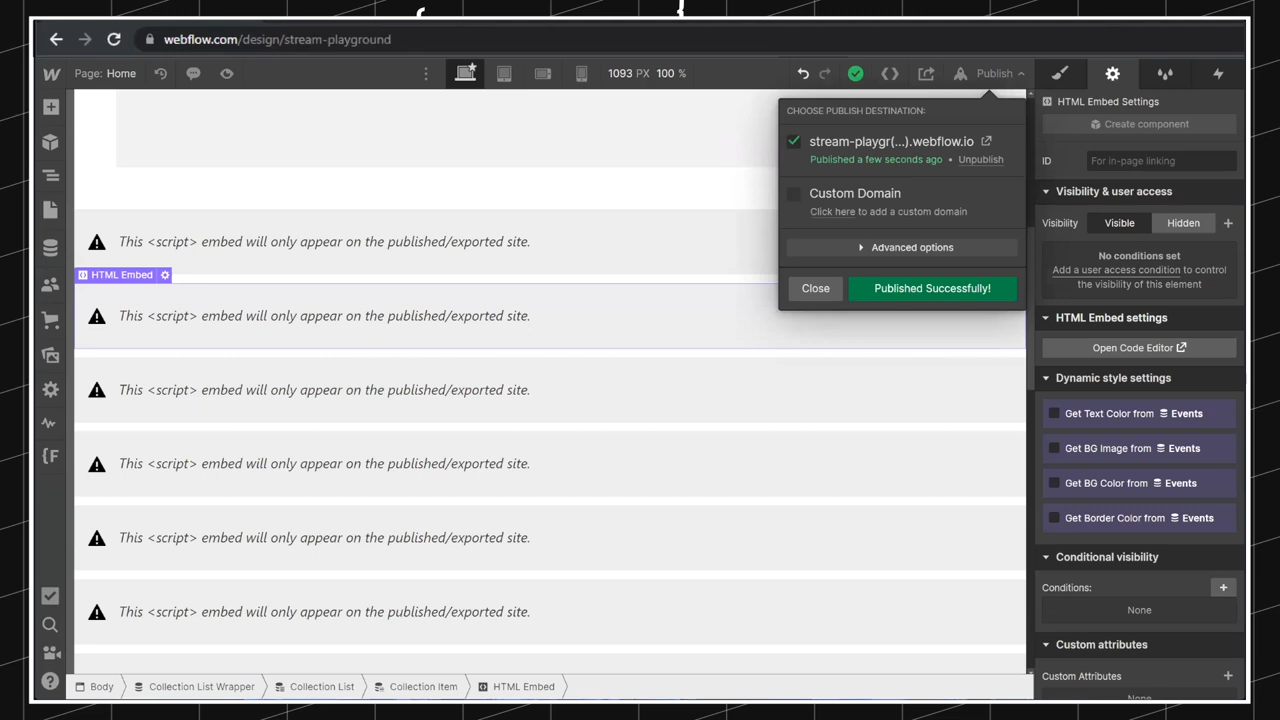 webflow.com/design/stream-playground
Page: Home
1093 PX 100 %
Publish
CHOOSE PUBLISH DESTINATION:
stream-playgr(...).webflow.io
Published a few seconds ago • Unpublish
Custom Domain
Click here to add a custom domain
Advanced options
Close
Published Successfully!
This <script> embed will only appear on the published/exported site.
HTML Embed
This <script> embed will only appear on the published/exported site.
This <script> embed will only appear on the published/exported site.
This <script> embed will only appear on the published/exported site.
This <script> embed will only appear on the published/exported site.
This <script> embed will only appear on the published/exported site.
HTML Embed Settings
Create component
ID
For in-page linking
Visibility & user access
Visibility
Visible
Hidden
No conditions set
Add a user access condition to control
the visibility of this element
HTML Embed settings
Open Code Editor
Dynamic style settings
Get Text Color from Events
Get BG Image from Events
Get BG Color from Events
Get Border Color from Events
Conditional visibility
Conditions:
None
Custom attributes
Custom Attributes
None
Body
Collection List Wrapper
Collection List
Collection Item
HTML Embed